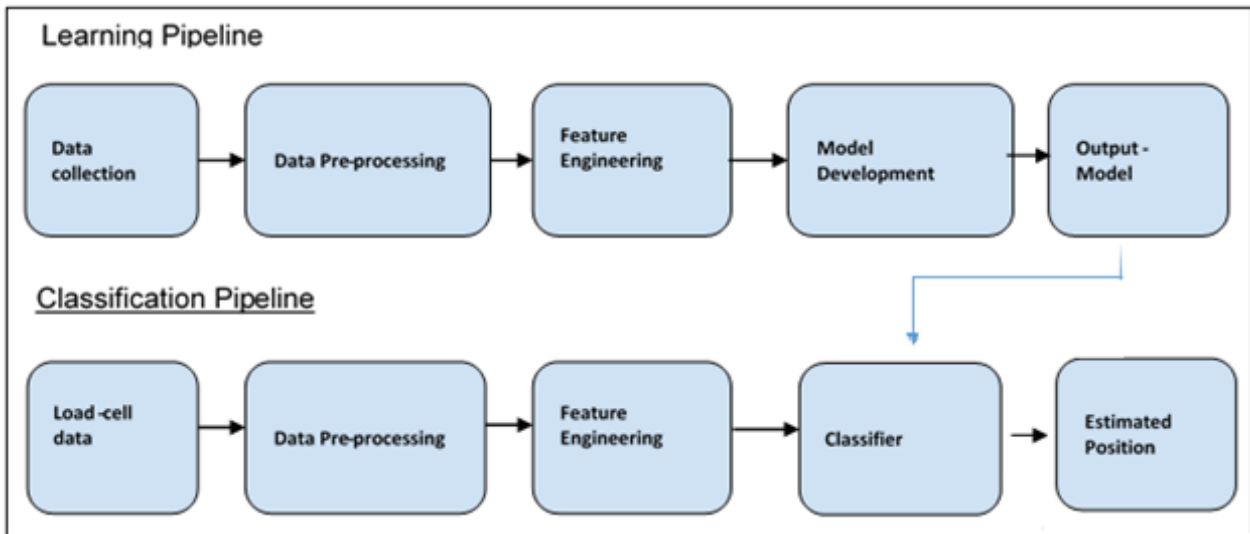 Learning Pipeline
Data
collection
Data Pre-processing
Feature
Engineering
Model
Development
Output -
Model
Classification Pipeline
Load-cell
data
Data Pre-processing
Feature
Engineering
Classifier
Estimated
Position